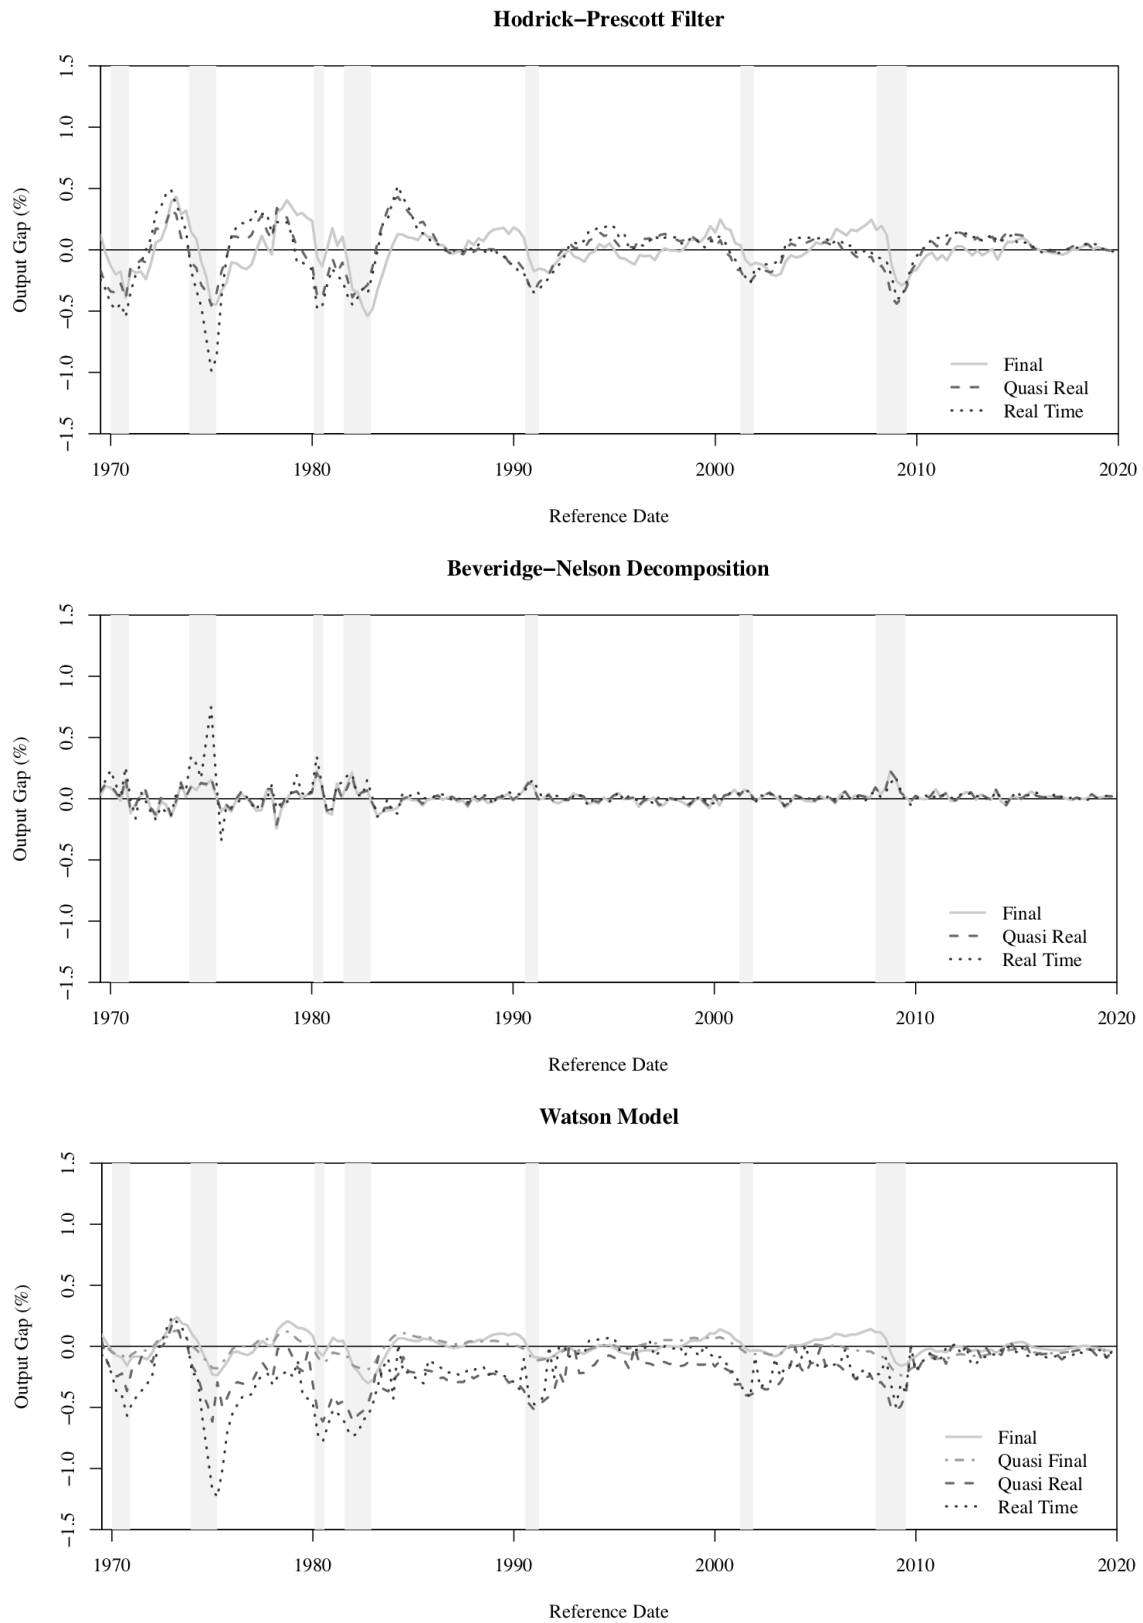 Hodrick−Prescott Filter
Output Gap (%)
1.5
1.0
0.5
0.0
−0.5
−1.0
−1.5
Final
Quasi Real
Real Time
1970 1980 1990 2000 2010 2020
Reference Date
Beveridge−Nelson Decomposition
Output Gap (%)
1.5
1.0
0.5
0.0
−0.5
−1.0
−1.5
Final
Quasi Real
Real Time
1970 1980 1990 2000 2010 2020
Reference Date
Watson Model
Output Gap (%)
1.5
1.0
0.5
0.0
−0.5
−1.0
−1.5
Final
Quasi Final
Quasi Real
Real Time
1970 1980 1990 2000 2010 2020
Reference Date